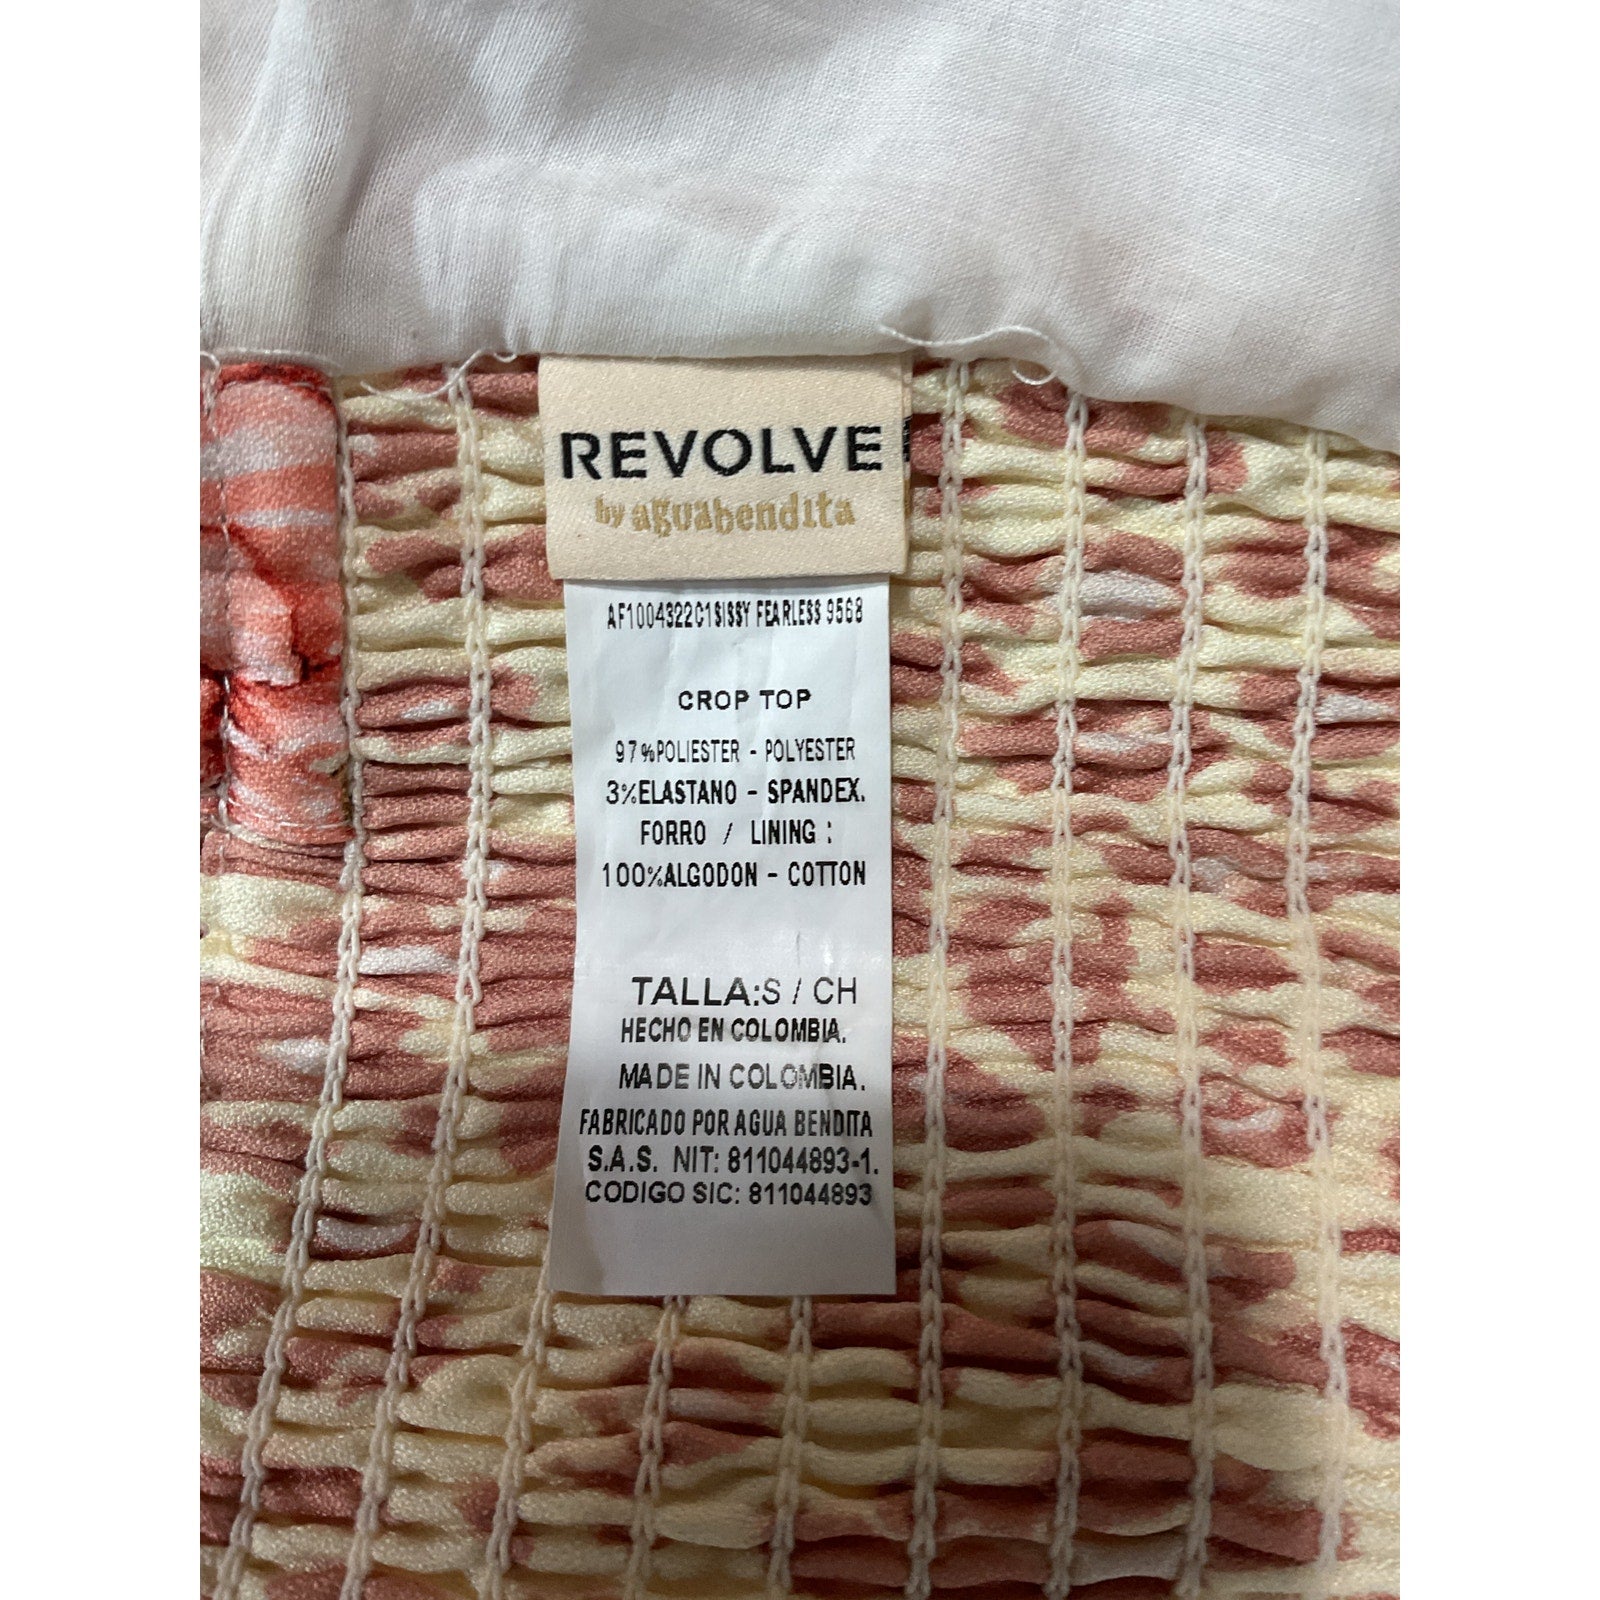 REVOLVE
by aguabendita
AF1004322C1SISSY FEARLESS 9568
CROP TOP
97%POLIESTER - POLYESTER
3%ELASTANO - SPANDEX.
FORRO / LINING :
100%ALGODON - COTTON
TALLA:S / CH
HECHO EN COLOMBIA.
MADE IN COLOMBIA.
FABRICADO POR AGUA BENDITA
S.A.S. NIT: 811044893-1.
CODIGO SIC: 811044893